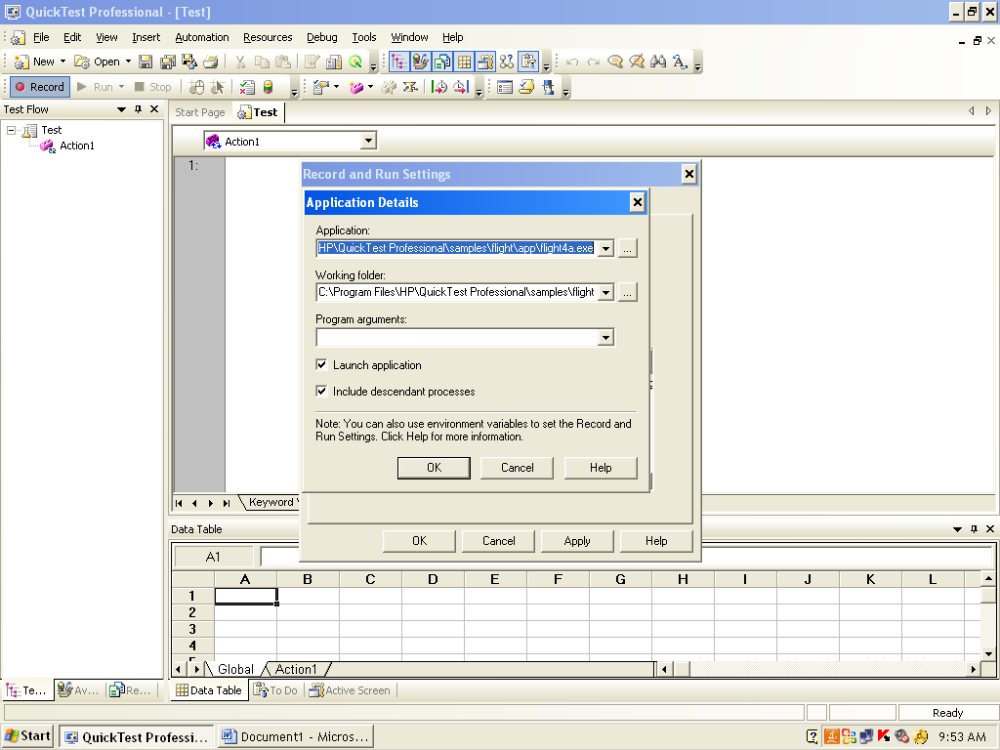 QuickTest Professional - [Test]
File Edit View Insert Automation Resources Debug Tools Window Help
New Open
Record Run Stop
Test Flow
Start Page Test
Test
Action1
Action1
1:
Record and Run Settings
Application Details
Application:
HP\QuickTest Professional\samples\flight\app\flight4a.exe
...
Working folder:
C:\Program Files\HP\QuickTest Professional\samples\flight
...
Program arguments:
Launch application
Include descendant processes
Note: You can also use environment variables to set the Record and
Run Settings. Click Help for more information.
OK Cancel Help
Keyword
OK Cancel Apply Help
Data Table
A1
A B C D E F G H I J K L
1
2
3
4
5
Global Action1
Te... Av... Re...
Data Table To Do Active Screen
Ready
Start QuickTest Professi... Document1 - Micros... 9:53 AM